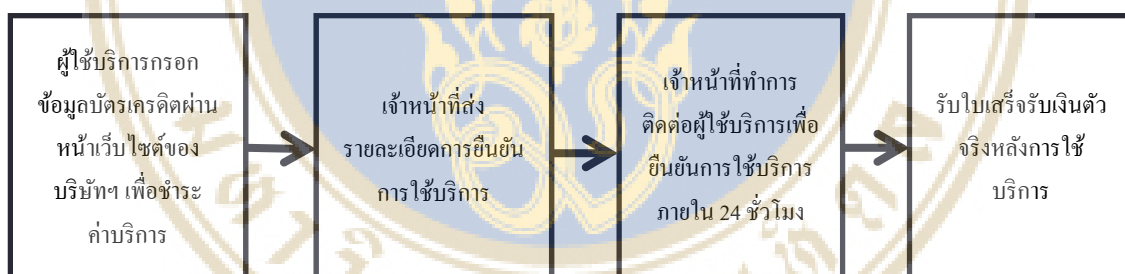 ผู้ใช้บริการกรอก
ข้อมูลบัตรเครดิตผ่าน
หน้าเว็บไซต์ของ
บริษัทฯ เพื่อชำระ
ค่าบริการ
เจ้าหน้าที่ส่ง
รายละเอียดการยืนยัน
การใช้บริการ
เจ้าหน้าที่ทำการ
ติดต่อผู้ใช้บริการเพื่อ
ยืนยันการใช้บริการ
ภายใน 24 ชั่วโมง
รับใบเสร็จรับเงินตัว
จริงหลังการใช้
บริการ